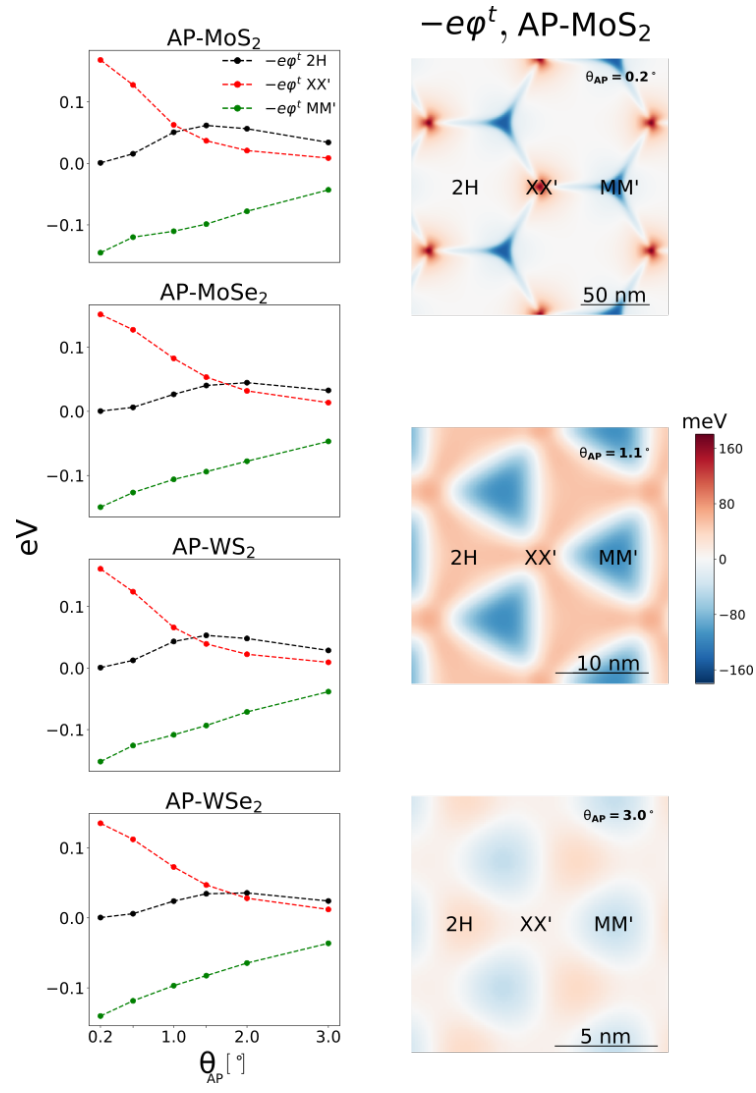 AP-MoS₂
−eφᵗ 2H
−eφᵗ XX'
−eφᵗ MM'
0.1
0.0
−0.1
AP-MoSe₂
0.1
0.0
−0.1
eV
AP-WS₂
0.1
0.0
−0.1
AP-WSe₂
0.1
0.0
−0.1
0.2 1.0 2.0 3.0
θ_AP [°]
−eφᵗ, AP-MoS₂
θ_AP = 0.2°
2H XX' MM'
50 nm
θ_AP = 1.1°
2H XX' MM'
10 nm
meV
160
80
0
−80
−160
θ_AP = 3.0°
2H XX' MM'
5 nm